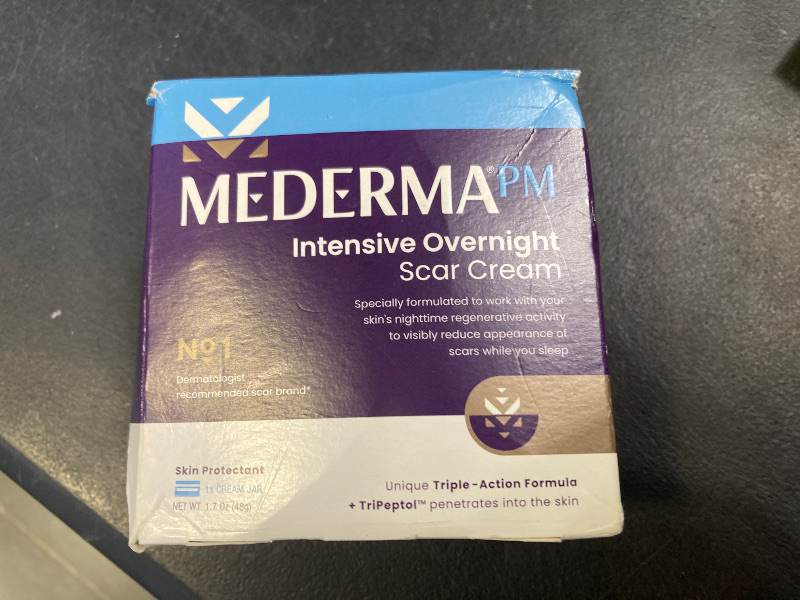 MEDERMA®PM
Intensive Overnight
Scar Cream
Specially formulated to work with your
skin's nighttime regenerative activity
to visibly reduce appearance of
scars while you sleep
Nº1
Dermatologist
recommended scar brand*
Skin Protectant
1x CREAM JAR
NET WT. 1.7 Oz (48g)
Unique Triple-Action Formula
+ TriPeptol™ penetrates into the skin